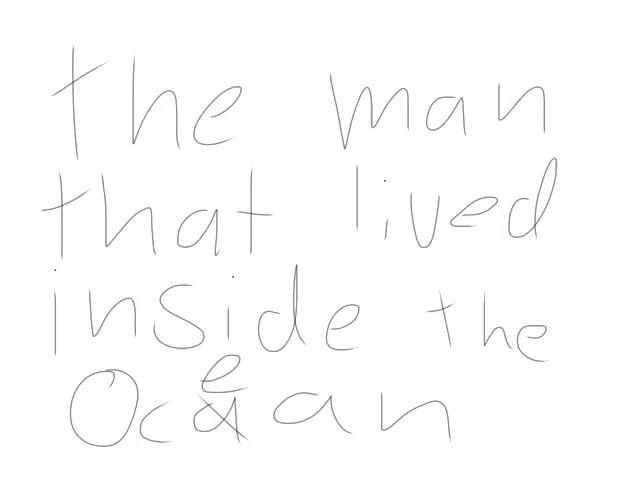 the man
that lived
inside the
Ocean